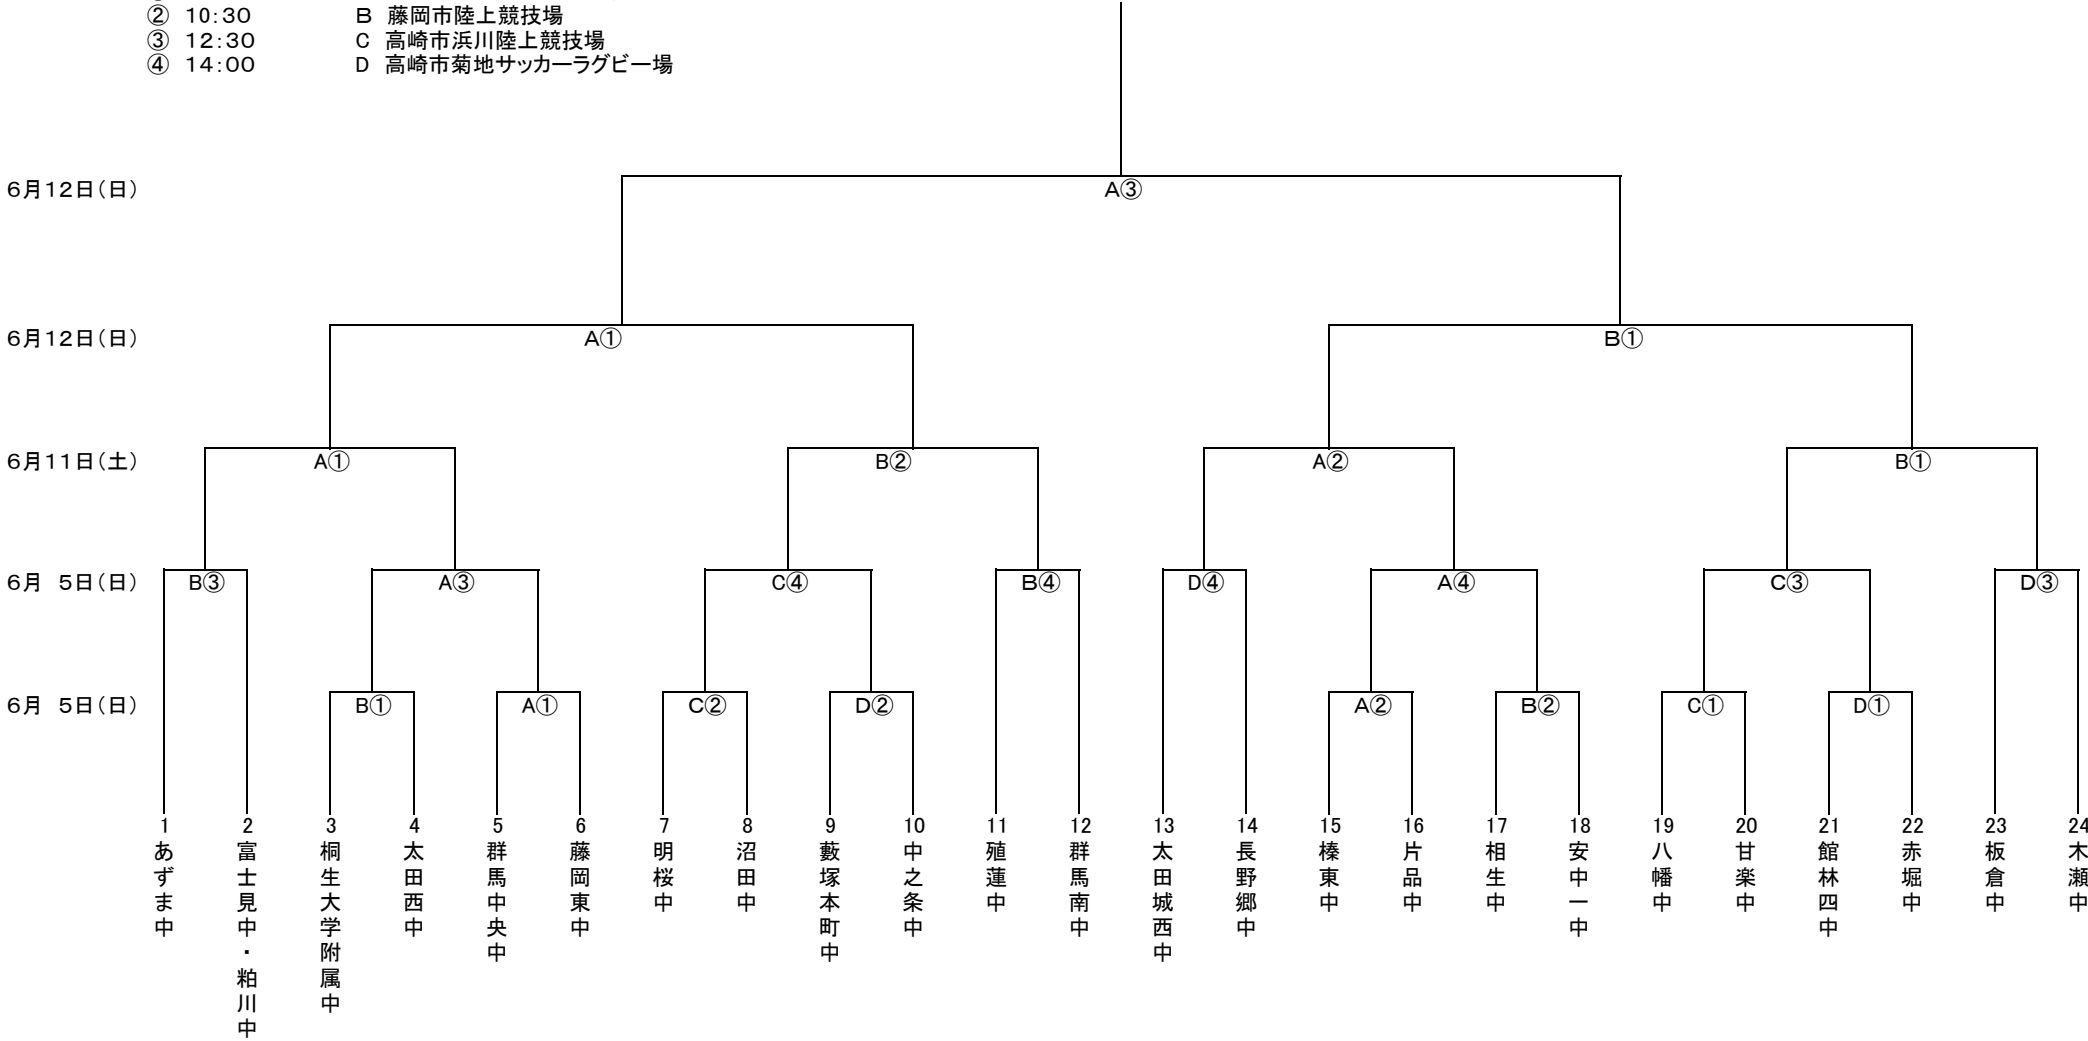 ② 10:30 B 藤岡市陸上競技場
③ 12:30 C 高崎市浜川陸上競技場
④ 14:00 D 高崎市菊地サッカーラグビー場
6月12日(日) A③
6月12日(日) A① B①
6月11日(土) A① B② A② B①
6月 5日(日) B③ A③ C④ B④ D④ A④ C③ D③
6月 5日(日) B① A① C② D② A② B② C① D①
1 あずま中
2 富士見中・粕川中
3 桐生大学附属中
4 太田西中
5 群馬中央中
6 藤岡東中
7 明桜中
8 沼田中
9 藪塚本町中
10 中之条中
11 殖蓮中
12 群馬南中
13 太田城西中
14 長野郷中
15 榛東中
16 片品中
17 相生中
18 安中一中
19 八幡中
20 甘楽中
21 館林四中
22 赤堀中
23 板倉中
24 木瀬中